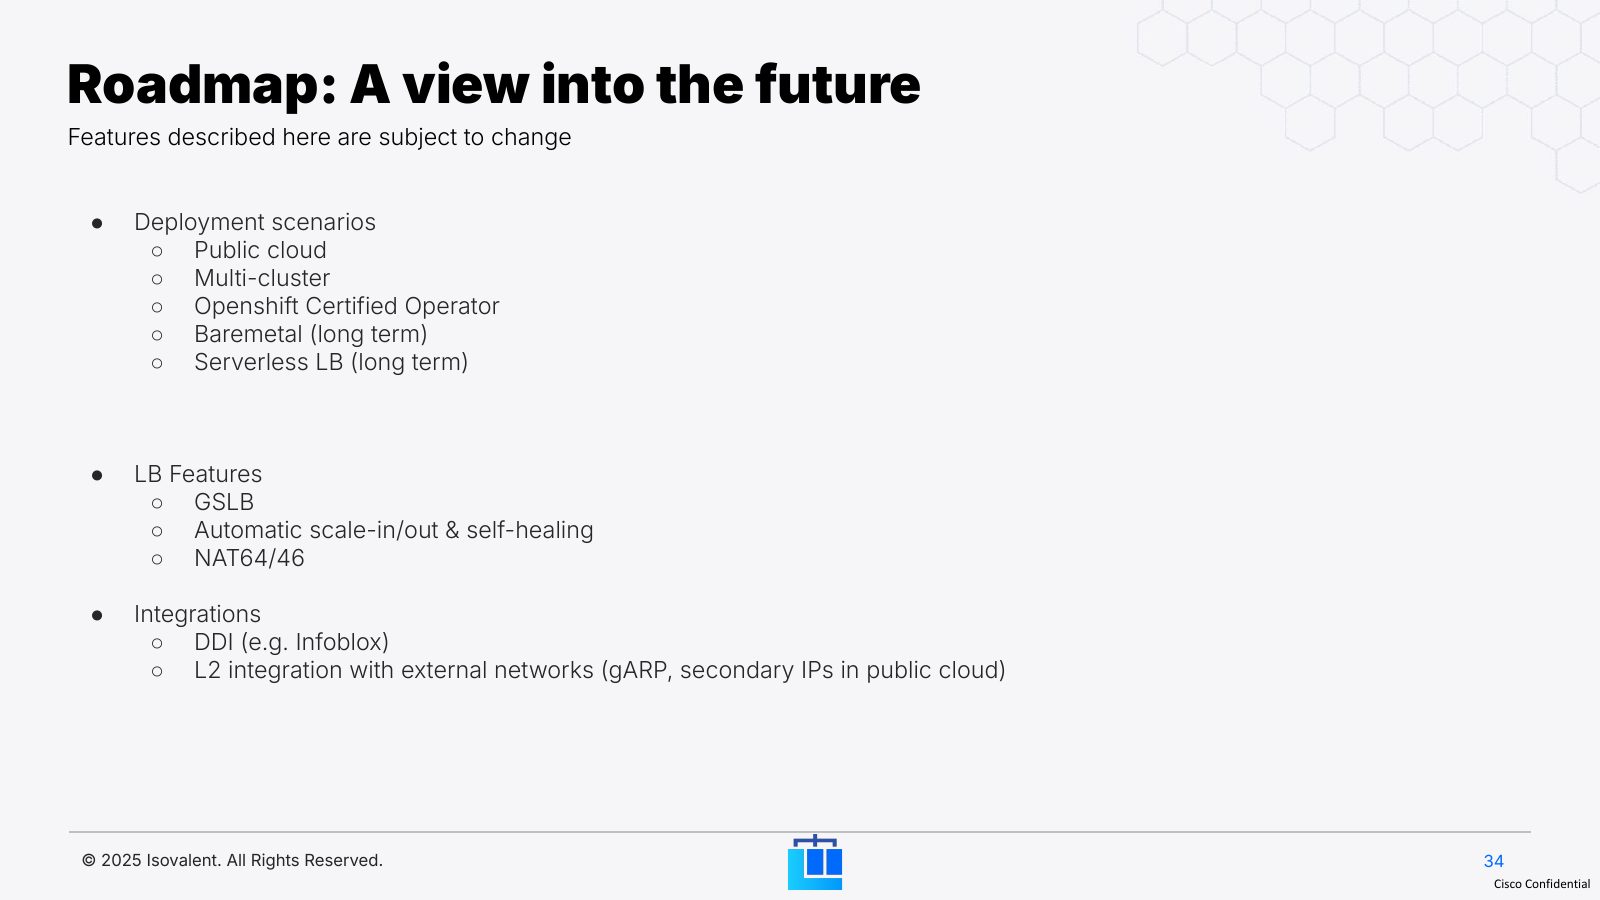 Roadmap: A view into the future
Features described here are subject to change
● Deployment scenarios
○ Public cloud
○ Multi-cluster
○ Openshift Certified Operator
○ Baremetal (long term)
○ Serverless LB (long term)
● LB Features
○ GSLB
○ Automatic scale-in/out & self-healing
○ NAT64/46
● Integrations
○ DDI (e.g. Infoblox)
○ L2 integration with external networks (gARP, secondary IPs in public cloud)
© 2025 Isovalent. All Rights Reserved.
34
Cisco Confidential